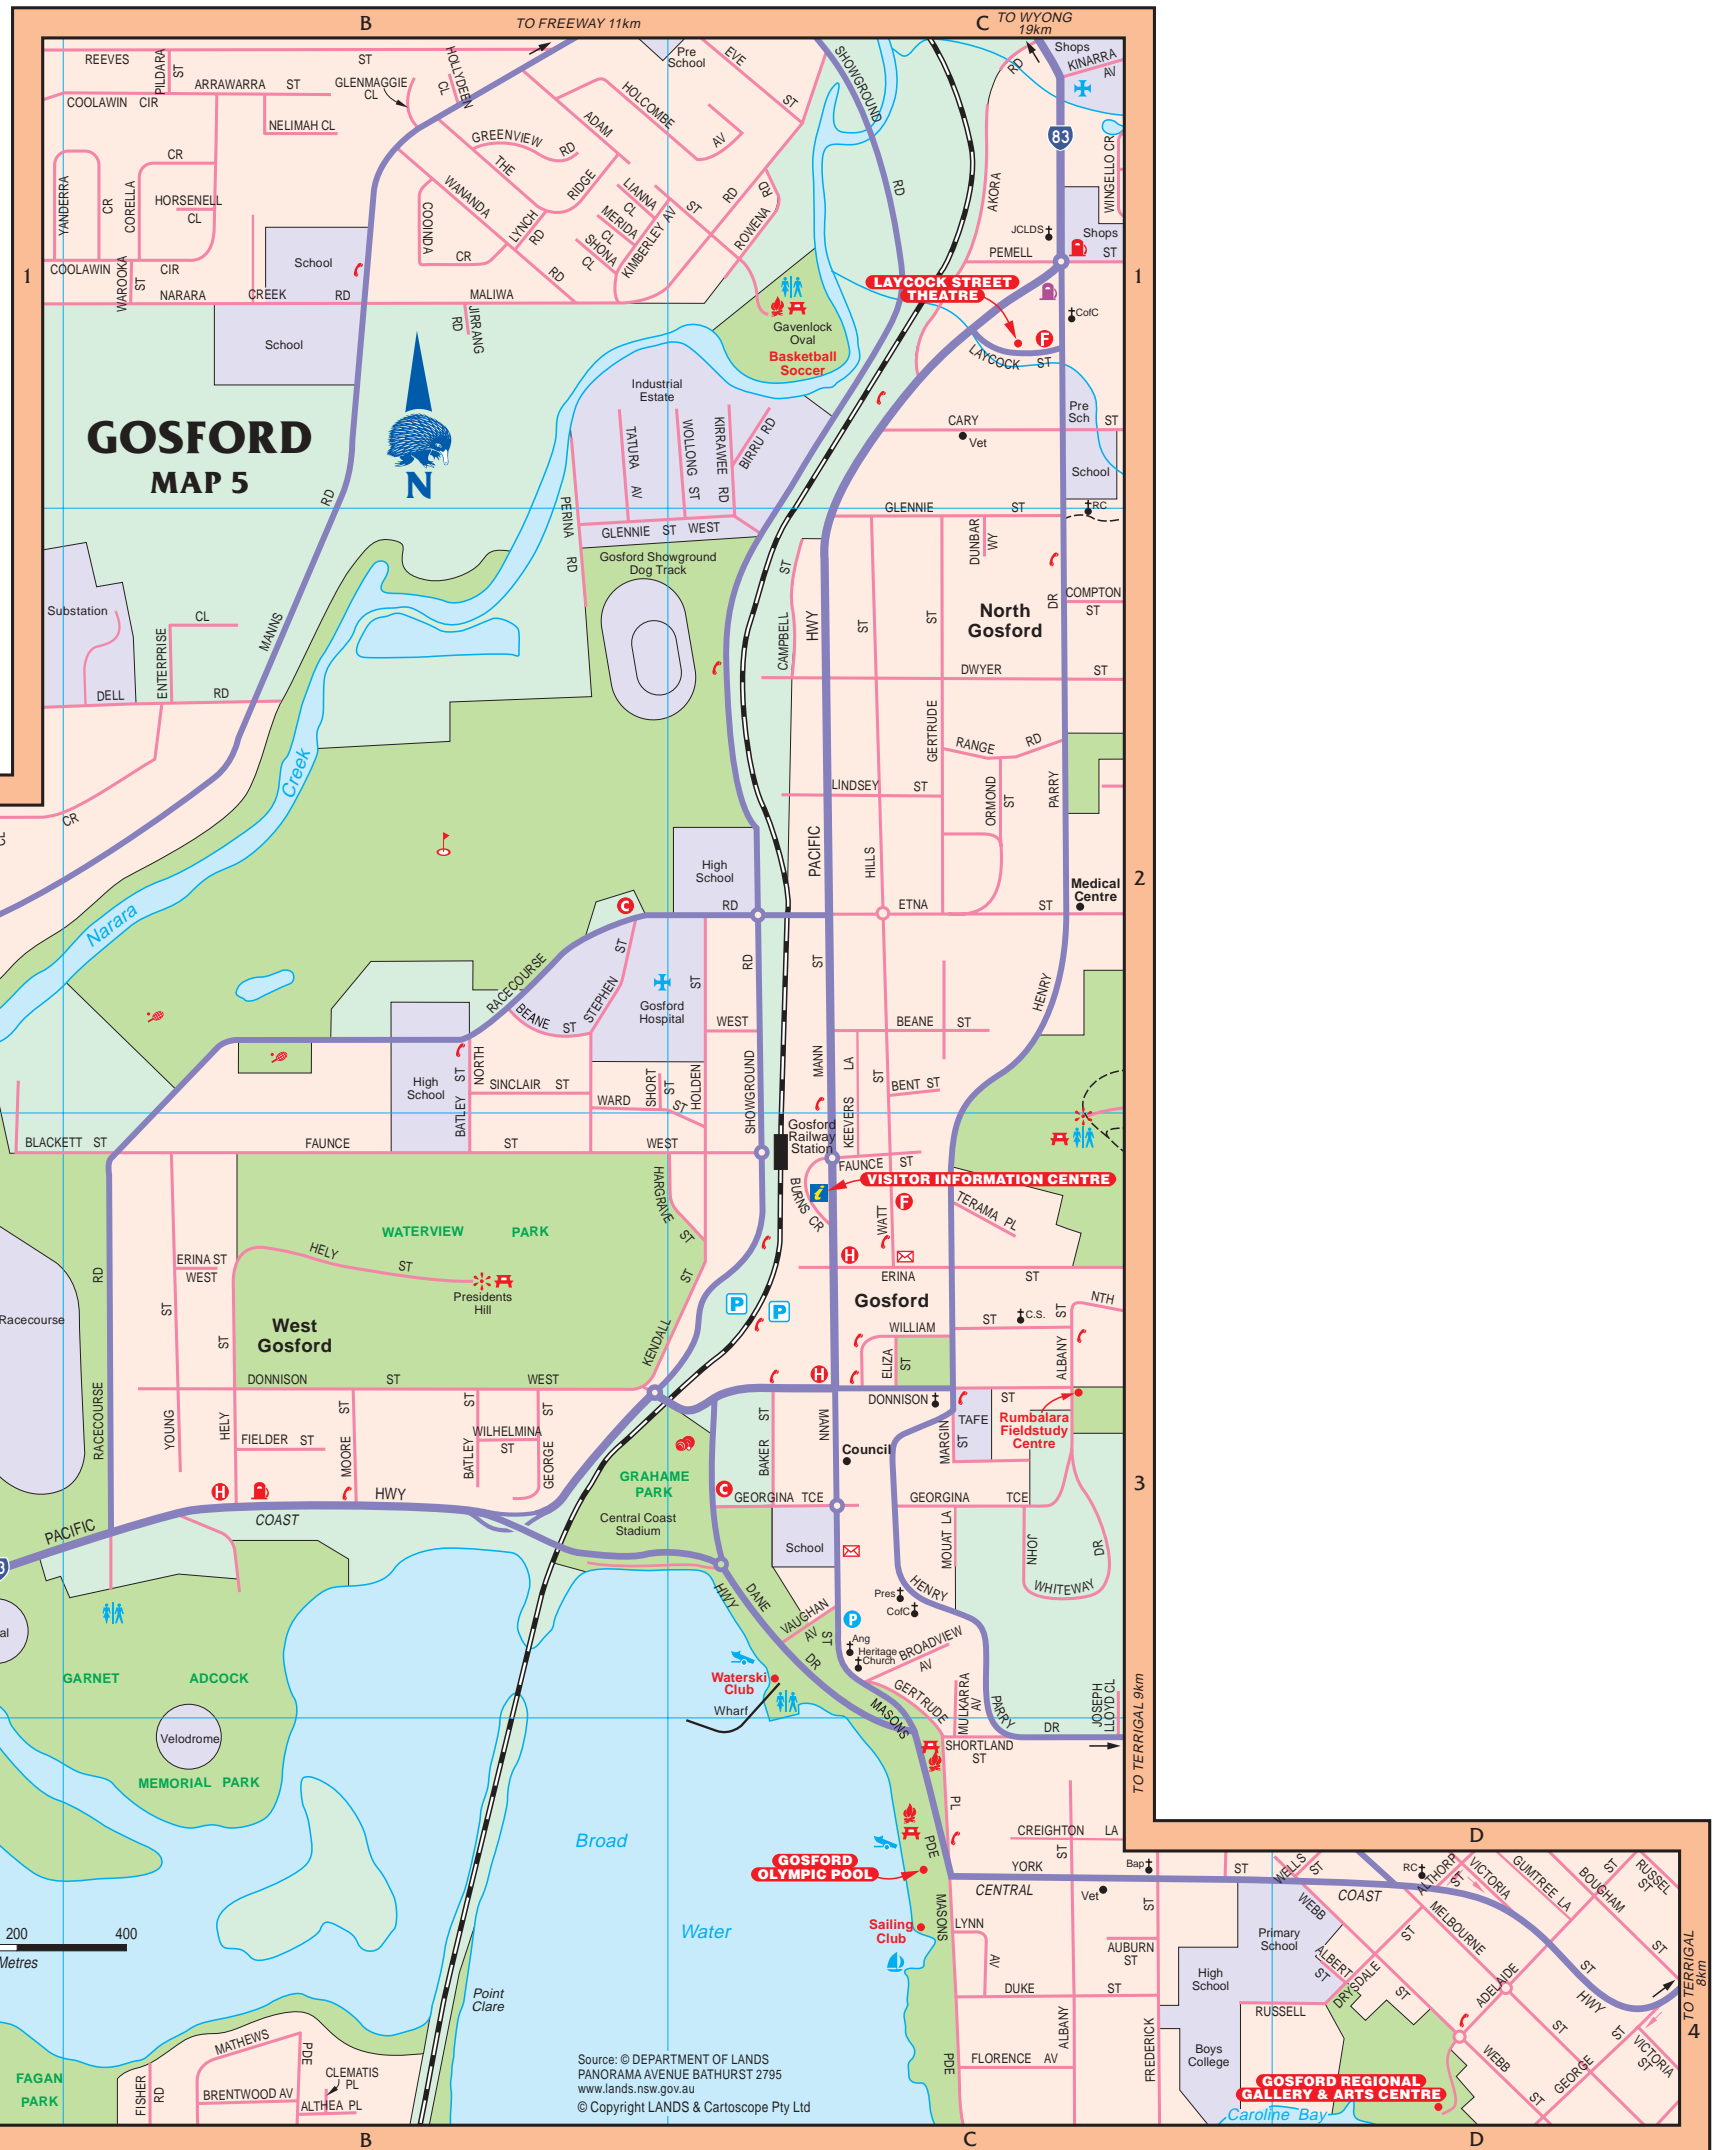 B
TO FREEWAY 11km
C
TO WYONG
19km
REEVES
ST
PILDARA
ST
ARRAWARRA ST
COOLAWIN CIR
NELIMAH CL
GLENMAGGIE
CL
HOLLYDEEN
CL
Pre
School
EVE
ST
SHOWGROUND
RD
Shops
KINARRA
AV
RD
83
HOLCOMBE
AV
ADAM
GREENVIEW
RD
THE
RIDGE
WANANDA
RD
LYNCH
RD
COOINDA
CR
LIANNA
CL
MERIDA
CL
SHONA
CL
KIMBERLEY AV
ST
RD
ROWENA
RD
AKORA
WINGELLO CR
JCLDS
Shops
PEMELL
ST
CR
YANDERRA
CR
CORELLA
HORSENELL
CL
COOLAWIN
CIR
WAROOKA
ST
NARARA
CREEK
RD
MALIWA
JIRRANG
RD
School
School
1
1
LAYCOCK STREET
THEATRE
CofC
F
LAYCOCK ST
Gavenlock
Oval
Basketball
Soccer
Industrial
Estate
TATURA
AV
WOLLONG
ST
KIRRAWEE
RD
BIRRU RD
PERINA
RD
GLENNIE ST WEST
CARY
ST
Vet
Pre
Sch
School
RC
GLENNIE
ST
DUNBAR
WY
GOSFORD
MAP 5
N
RD
MANNS
Substation
ENTERPRISE
CL
DELL
RD
CR
Gosford Showground
Dog Track
CAMPBELL
ST
HWY
ST
ST
North
Gosford
DR
COMPTON
ST
DWYER
ST
GERTRUDE
RANGE
RD
LINDSEY
ST
ORMOND
ST
PARRY
PACIFIC
HILLS
Creek
Narara
High
School
RD
ETNA
ST
Medical
Centre
2
C
RACECOURSE
BEANE ST
STEPHEN
ST
Gosford
Hospital
ST
RD
ST
WEST
BEANE
ST
HENRY
High
School
BATLEY ST
NORTH
SINCLAIR ST
WARD
ST
SHORT
ST
HOLDEN
SHOWGROUND
MANN
LA
KEEVERS
ST
BENT ST
Gosford
Railway
Station
BLACKETT ST
FAUNCE
ST
WEST
FAUNCE ST
VISITOR INFORMATION CENTRE
i
BURNS CR
WATT
F
TERAMA PL
HARGRAVE
ST
WATERVIEW
PARK
HELY
ST
ERINA ST
WEST
Presidents
Hill
H
ERINA
ST
RD
ST
ST
Racecourse
West
Gosford
KENDALL
ST
P
P
Gosford
WILLIAM
ST
C.S.
ST
NTH
ELIZA
ST
ALBANY
DONNISON
ST
WEST
H
DONNISON
ST
RACECOURSE
YOUNG
HELY
FIELDER ST
MOORE
ST
BATLEY
ST
WILHELMINA
ST
GEORGE
ST
BAKER
ST
MANN
TAFE
MARGIN
ST
Rumbalara
Fieldstudy
Centre
Council
GRAHAME
PARK
Central Coast
Stadium
C
GEORGINA TCE
GEORGINA
TCE
3
H
HWY
COAST
PACIFIC
School
MOUAT LA
JOHN
DR
WHITEWAY
HENRY
Pres
CofC
HWY
DANE
DR
VAUGHAN
AV
ST
P
Ang
Heritage
Church
BROADVIEW
AV
GARNET
ADCOCK
Waterski
Club
Wharf
MASONS
GERTRUDE
MULKARRA
AV
PARRY
DR
JOSEPH
LLOYD CL
TO TERRIGAL 9km
Velodrome
MEMORIAL PARK
SHORTLAND
ST
PL
PDE
CREIGHTON LA
D
Broad
Water
GOSFORD
OLYMPIC POOL
YORK
ST
Bap
ST
CENTRAL
COAST
Vet
Sailing
Club
MASONS
LYNN
AV
AUBURN
ST
ST
DUKE
ST
ALBANY
FREDERICK
FLORENCE AV
PDE
WELLS
ST
WEBB
RC
ALTHORP
ST
VICTORIA
GUMTREE LA
BOUGHAM
ST
RUSSEL
ST
MELBOURNE
ST
Primary
School
High
School
Boys
College
ALBERT
ST
DRYSDALE
ST
ST
RUSSELL
ADELAIDE
ST
HWY
ST
ST
ST
VICTORIA
ST
WEBB
ST
GEORGE
TO TERRIGAL
8km
4
GOSFORD REGIONAL
GALLERY & ARTS CENTRE
Caroline Bay
200
400
Metres
Point
Clare
FAGAN
PARK
MATHEWS
PDE
FISHER
RD
BRENTWOOD AV
CLEMATIS
PL
ALTHEA PL
Source: © DEPARTMENT OF LANDS
PANORAMA AVENUE BATHURST 2795
www.lands.nsw.gov.au
© Copyright LANDS & Cartoscope Pty Ltd
B
C
D